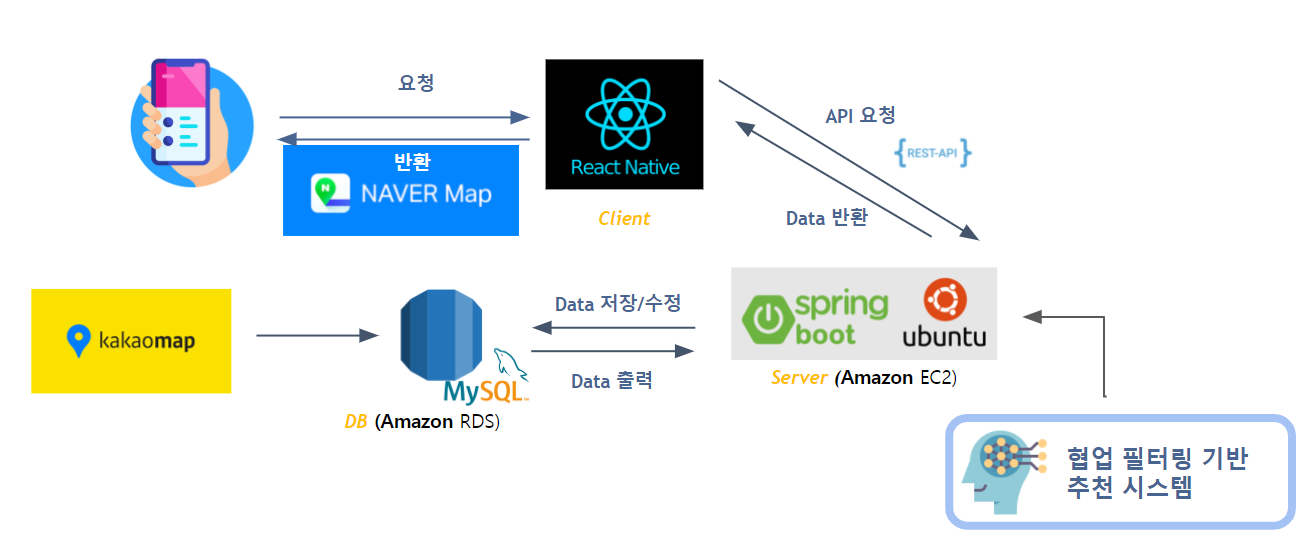 요청
반환
N
NAVER Map
React Native
Client
API 요청
{REST-API}
Data 반환
kakaomap
MySQL™
DB (Amazon RDS)
Data 저장/수정
Data 출력
spring
boot
ubuntu
Server (Amazon EC2)
협업 필터링 기반
추천 시스템